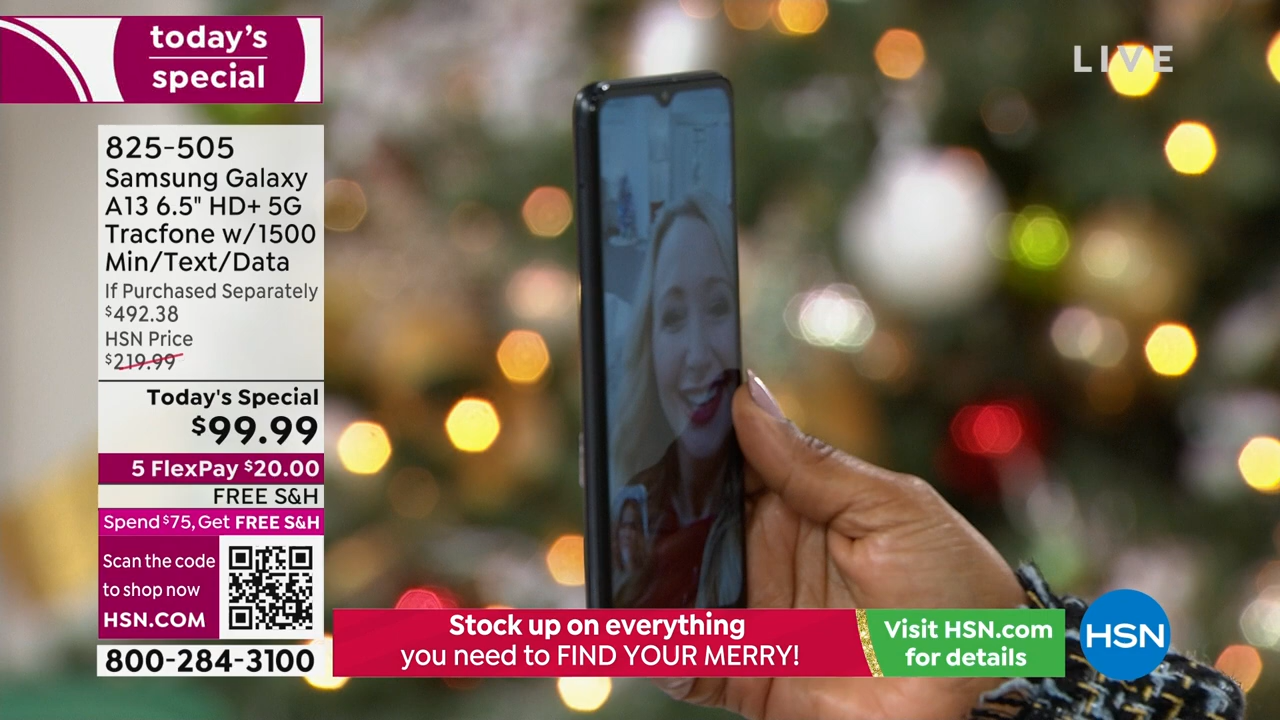 today's
special
LIVE
825-505
Samsung Galaxy
A13 6.5" HD+ 5G
Tracfone w/1500
Min/Text/Data
If Purchased Separately
$492.38
HSN Price
$219.99
Today's Special
$99.99
5 FlexPay $20.00
FREE S&H
Spend $75, Get FREE S&H
Scan the code
to shop now
HSN.COM
800-284-3100
Stock up on everything
you need to FIND YOUR MERRY!
Visit HSN.com
for details
HSN